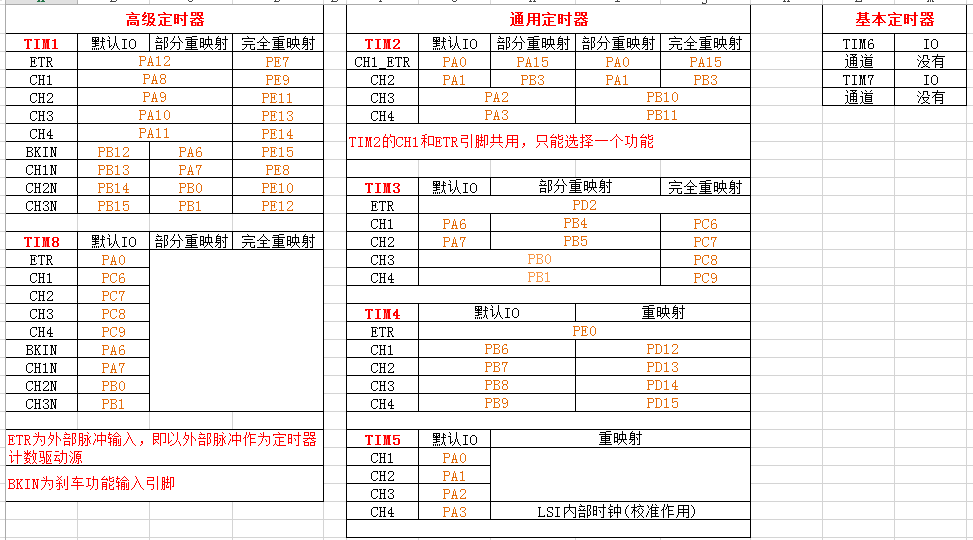 高级定时器
TIM1 默认IO 部分重映射 完全重映射
ETR PA12 PE7
CH1 PA8 PE9
CH2 PA9 PE11
CH3 PA10 PE13
CH4 PA11 PE14
BKIN PB12 PA6 PE15
CH1N PB13 PA7 PE8
CH2N PB14 PB0 PE10
CH3N PB15 PB1 PE12
TIM8 默认IO 部分重映射 完全重映射
ETR PA0
CH1 PC6
CH2 PC7
CH3 PC8
CH4 PC9
BKIN PA6
CH1N PA7
CH2N PB0
CH3N PB1
ETR为外部脉冲输入，即以外部脉冲作为定时器
计数驱动源
BKIN为刹车功能输入引脚
通用定时器
TIM2 默认IO 部分重映射 部分重映射 完全重映射
CH1_ETR PA0 PA15 PA0 PA15
CH2 PA1 PB3 PA1 PB3
CH3 PA2 PB10
CH4 PA3 PB11
TIM2的CH1和ETR引脚共用，只能选择一个功能
TIM3 默认IO 部分重映射 完全重映射
ETR PD2
CH1 PA6 PB4 PC6
CH2 PA7 PB5 PC7
CH3 PB0 PC8
CH4 PB1 PC9
TIM4 默认IO 重映射
ETR PE0
CH1 PB6 PD12
CH2 PB7 PD13
CH3 PB8 PD14
CH4 PB9 PD15
TIM5 默认IO 重映射
CH1 PA0
CH2 PA1
CH3 PA2
CH4 PA3 LSI内部时钟(校准作用)
基本定时器
TIM6 IO
通道 没有
TIM7 IO
通道 没有